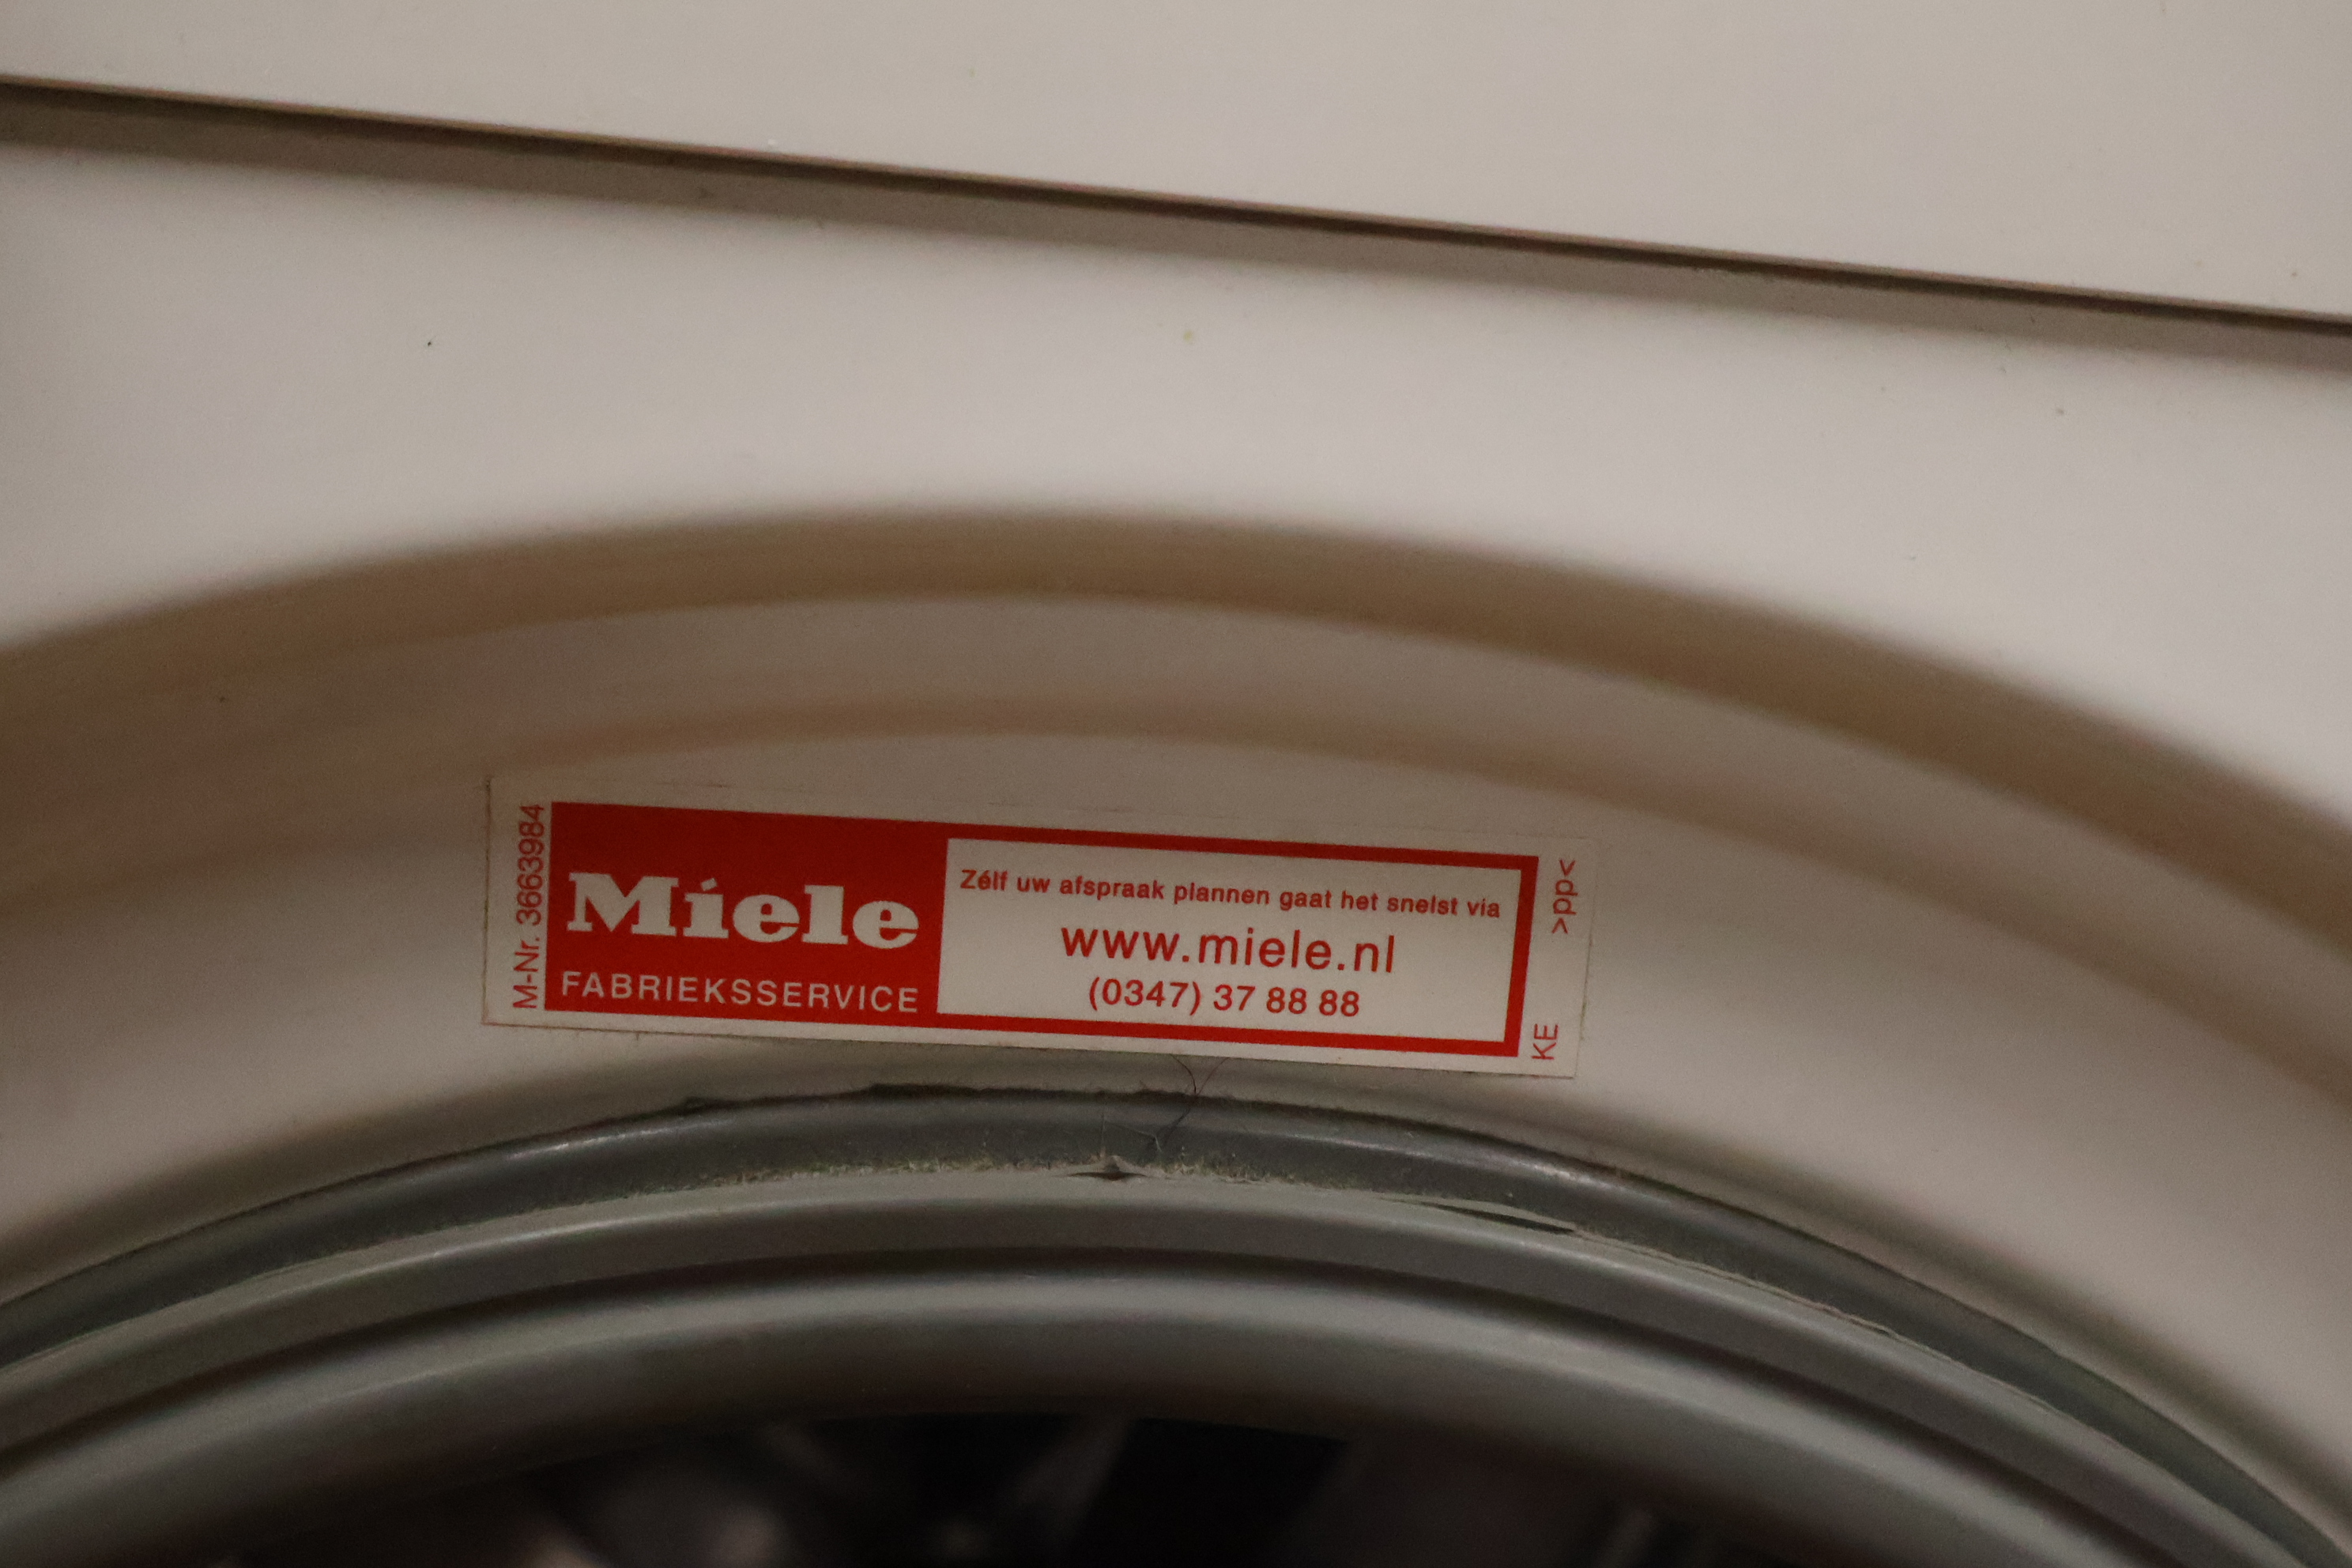 M-Nr. 3663984
Miele
FABRIEKSSERVICE
Zélf uw afspraak plannen gaat het snelst via
www.miele.nl
(0347) 37 88 88
>pp<
KE